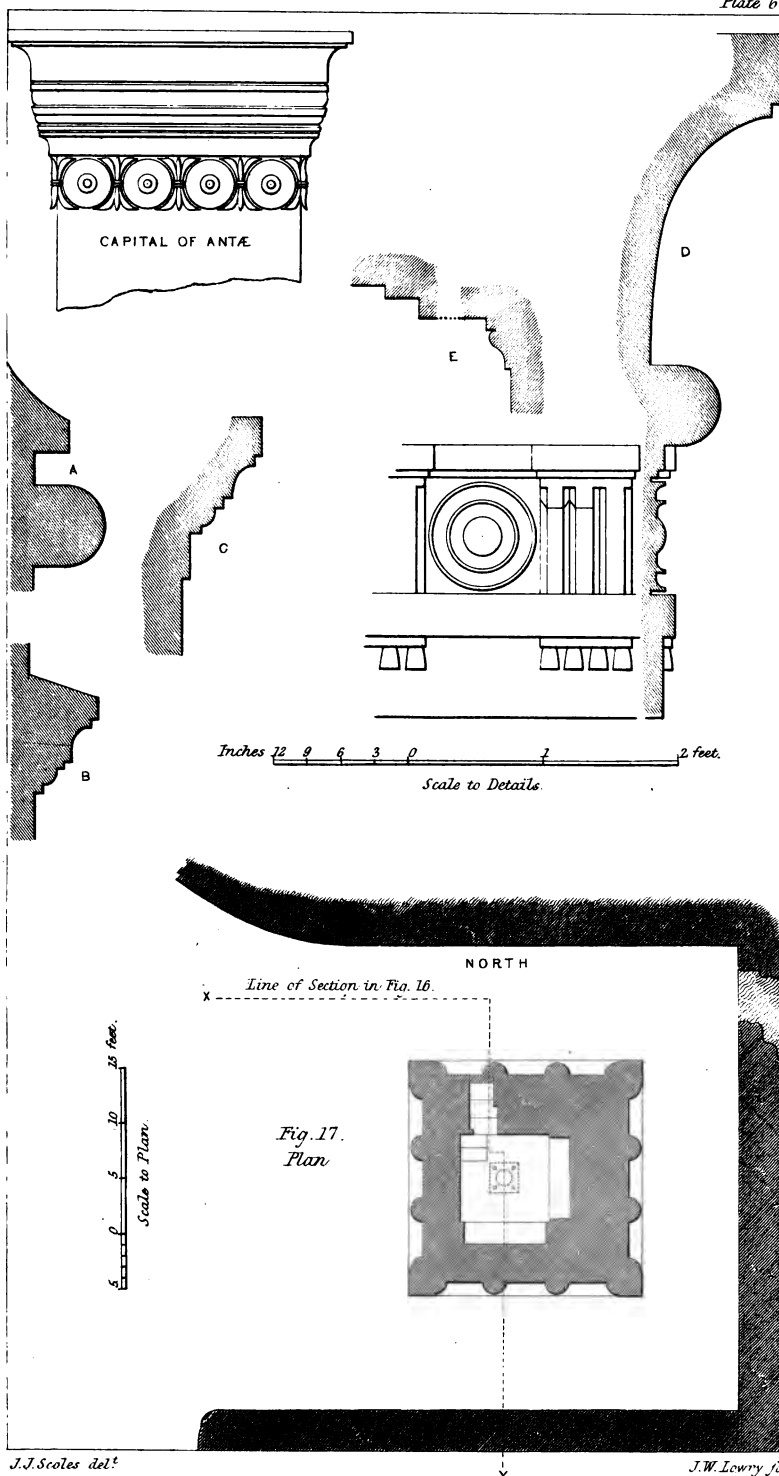 Plate 6
CAPITAL OF ANTÆ
D
E
A
C
B
Inches 12 9 6 3 0 1 2 feet.
Scale to Details.
NORTH
Line of Section in Fig. 16.
X
15 feet.
10
5
0
5
Scale to Plan.
Fig. 17.
Plan
J.J. Scoles delt
Y
J.W. Lowry